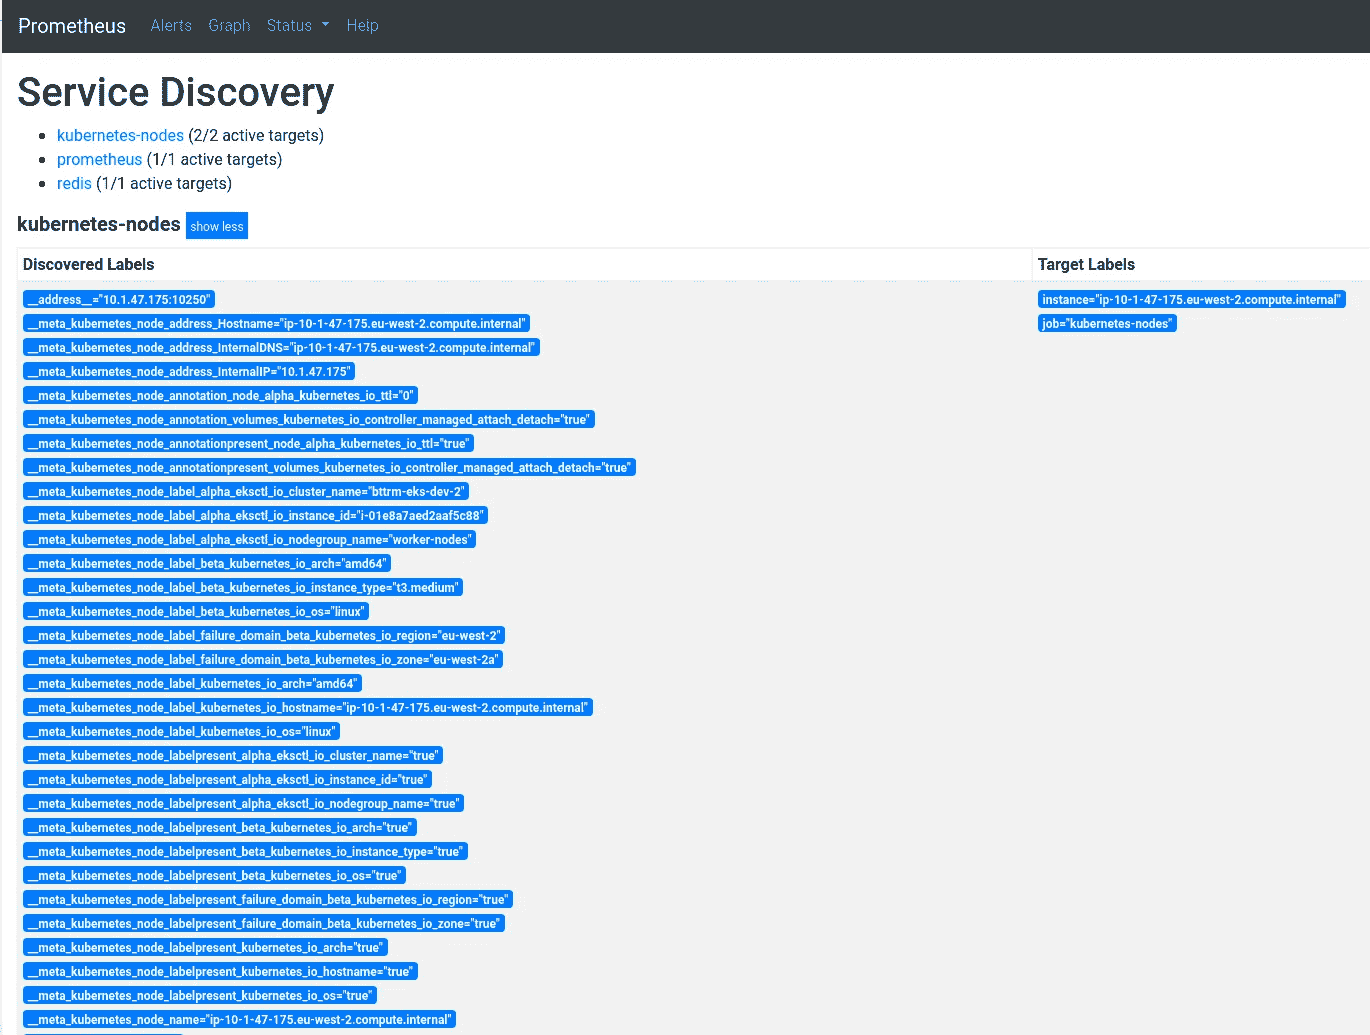 Prometheus Alerts Graph Status Help
Service Discovery
kubernetes-nodes (2/2 active targets)
prometheus (1/1 active targets)
redis (1/1 active targets)
kubernetes-nodes show less
Discovered Labels Target Labels
__address__="10.1.47.175:10250" instance="ip-10-1-47-175.eu-west-2.compute.internal"
__meta_kubernetes_node_address_Hostname="ip-10-1-47-175.eu-west-2.compute.internal" job="kubernetes-nodes"
__meta_kubernetes_node_address_InternalDNS="ip-10-1-47-175.eu-west-2.compute.internal"
__meta_kubernetes_node_address_InternalIP="10.1.47.175"
__meta_kubernetes_node_annotation_node_alpha_kubernetes_io_ttl="0"
__meta_kubernetes_node_annotation_volumes_kubernetes_io_controller_managed_attach_detach="true"
__meta_kubernetes_node_annotationpresent_node_alpha_kubernetes_io_ttl="true"
__meta_kubernetes_node_annotationpresent_volumes_kubernetes_io_controller_managed_attach_detach="true"
__meta_kubernetes_node_label_alpha_eksctl_io_cluster_name="bttrm-eks-dev-2"
__meta_kubernetes_node_label_alpha_eksctl_io_instance_id="i-01e8a7aed2aaf5c88"
__meta_kubernetes_node_label_alpha_eksctl_io_nodegroup_name="worker-nodes"
__meta_kubernetes_node_label_beta_kubernetes_io_arch="amd64"
__meta_kubernetes_node_label_beta_kubernetes_io_instance_type="t3.medium"
__meta_kubernetes_node_label_beta_kubernetes_io_os="linux"
__meta_kubernetes_node_label_failure_domain_beta_kubernetes_io_region="eu-west-2"
__meta_kubernetes_node_label_failure_domain_beta_kubernetes_io_zone="eu-west-2a"
__meta_kubernetes_node_label_kubernetes_io_arch="amd64"
__meta_kubernetes_node_label_kubernetes_io_hostname="ip-10-1-47-175.eu-west-2.compute.internal"
__meta_kubernetes_node_label_kubernetes_io_os="linux"
__meta_kubernetes_node_labelpresent_alpha_eksctl_io_cluster_name="true"
__meta_kubernetes_node_labelpresent_alpha_eksctl_io_instance_id="true"
__meta_kubernetes_node_labelpresent_alpha_eksctl_io_nodegroup_name="true"
__meta_kubernetes_node_labelpresent_beta_kubernetes_io_arch="true"
__meta_kubernetes_node_labelpresent_beta_kubernetes_io_instance_type="true"
__meta_kubernetes_node_labelpresent_beta_kubernetes_io_os="true"
__meta_kubernetes_node_labelpresent_failure_domain_beta_kubernetes_io_region="true"
__meta_kubernetes_node_labelpresent_failure_domain_beta_kubernetes_io_zone="true"
__meta_kubernetes_node_labelpresent_kubernetes_io_arch="true"
__meta_kubernetes_node_labelpresent_kubernetes_io_hostname="true"
__meta_kubernetes_node_labelpresent_kubernetes_io_os="true"
__meta_kubernetes_node_name="ip-10-1-47-175.eu-west-2.compute.internal"